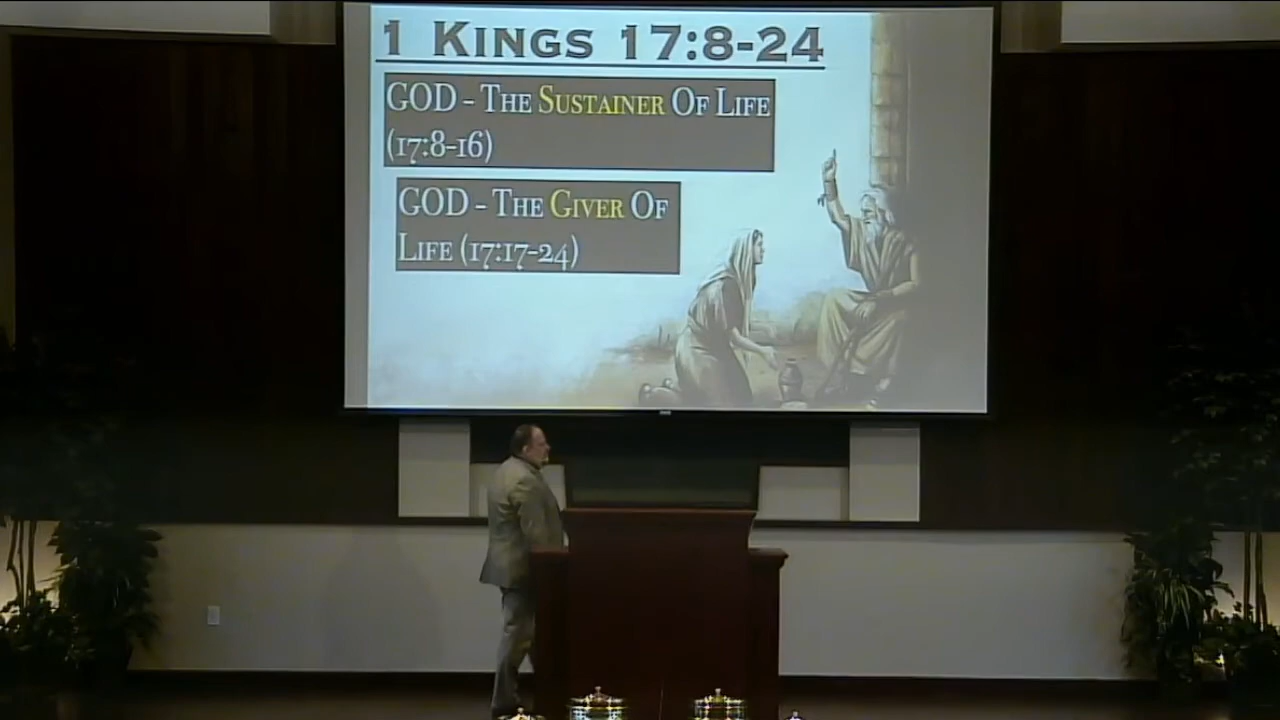 1 Kings 17:8-24
GOD - The Sustainer Of Life
(17:8-16)
GOD - The Giver Of
Life (17:17-24)